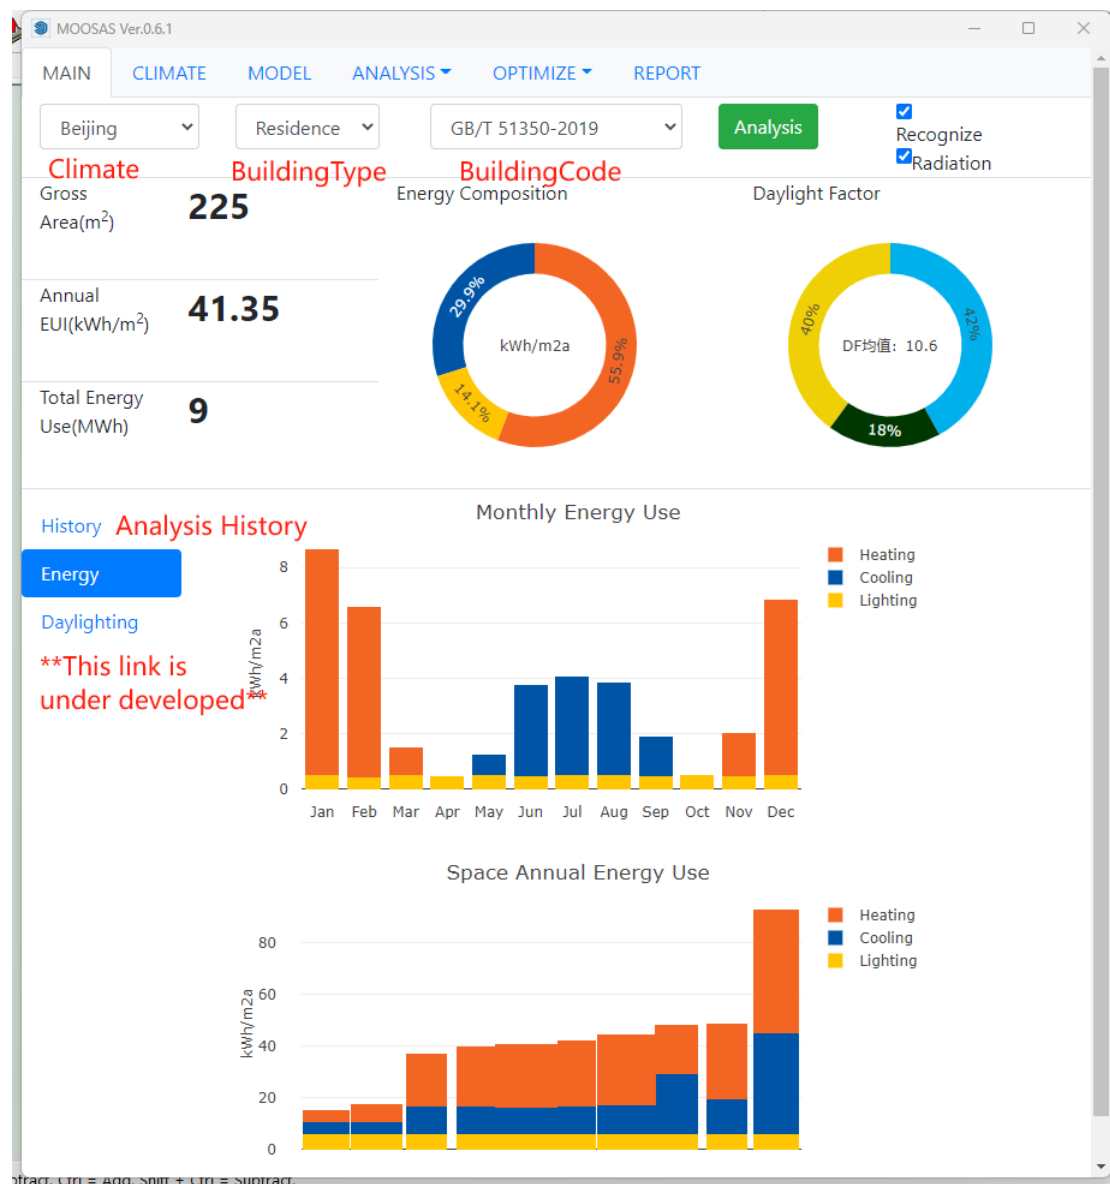 MOOSAS Ver.0.6.1
MAIN CLIMATE MODEL ANALYSIS OPTIMIZE REPORT
Beijing Residence GB/T 51350-2019 Analysis
Recognize
Radiation
Climate BuildingType BuildingCode
Gross
Area(m2)
225
Annual
EUI(kWh/m2)
41.35
Total Energy
Use(MWh)
9
Energy Composition
29.9%
55.9%
14.1%
kWh/m2a
Daylight Factor
40%
42%
18%
DF均值: 10.6
History Analysis History
Energy
Daylighting
**This link is
under developed**
Monthly Energy Use
Heating
Cooling
Lighting
kWh/m2a
8
6
4
2
0
Jan Feb Mar Apr May Jun Jul Aug Sep Oct Nov Dec
Space Annual Energy Use
Heating
Cooling
Lighting
kWh/m2a
80
60
40
20
0
Ctrl = Add. Shift + Ctrl = Subtract.